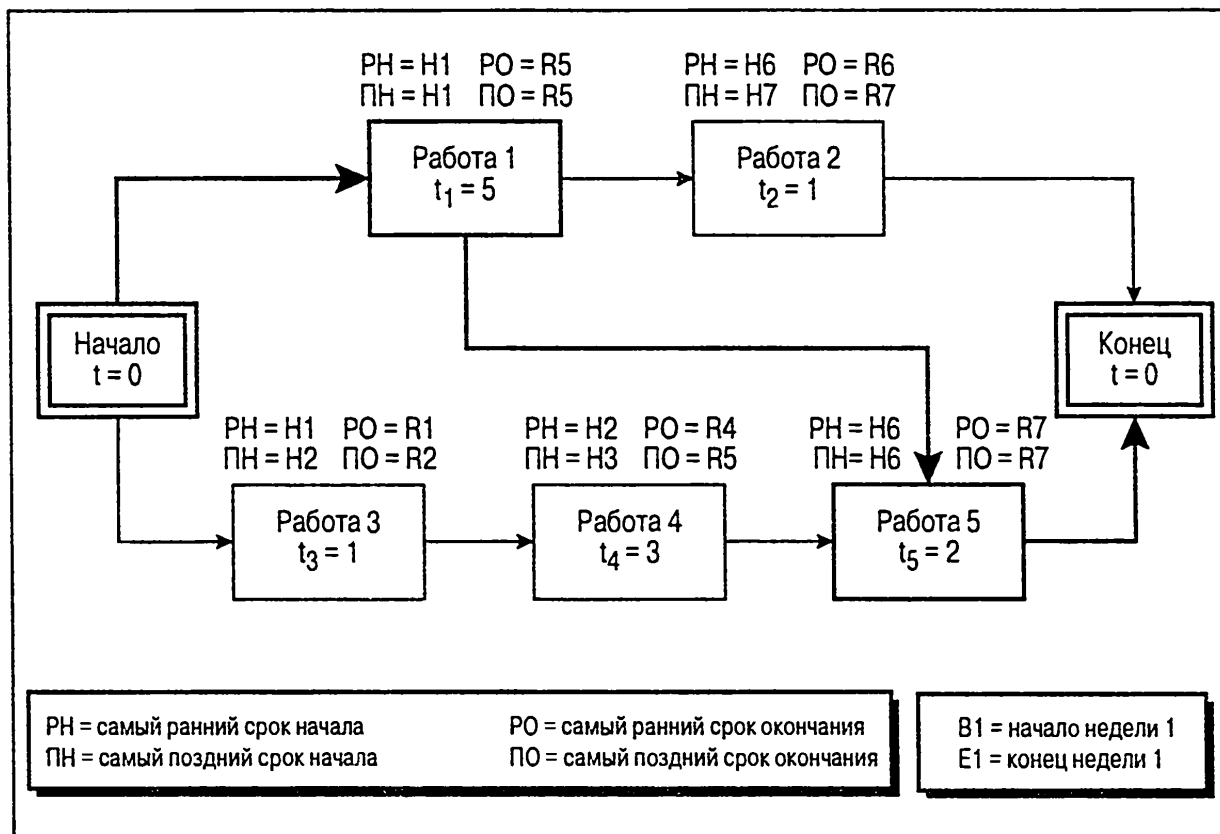 РН = Н1 РО = R5
ПН = Н1 ПО = R5
РН = Н6 РО = R6
ПН = Н7 ПО = R7
Работа 1
t1 = 5
Работа 2
t2 = 1
Начало
t = 0
Конец
t = 0
РН = Н1 РО = R1
ПН = Н2 ПО = R2
РН = Н2 РО = R4
ПН = Н3 ПО = R5
РН = Н6 РО = R7
ПН= Н6 ПО = R7
Работа 3
t3 = 1
Работа 4
t4 = 3
Работа 5
t5 = 2
РН = самый ранний срок начала
ПН = самый поздний срок начала
РО = самый ранний срок окончания
ПО = самый поздний срок окончания
B1 = начало недели 1
E1 = конец недели 1